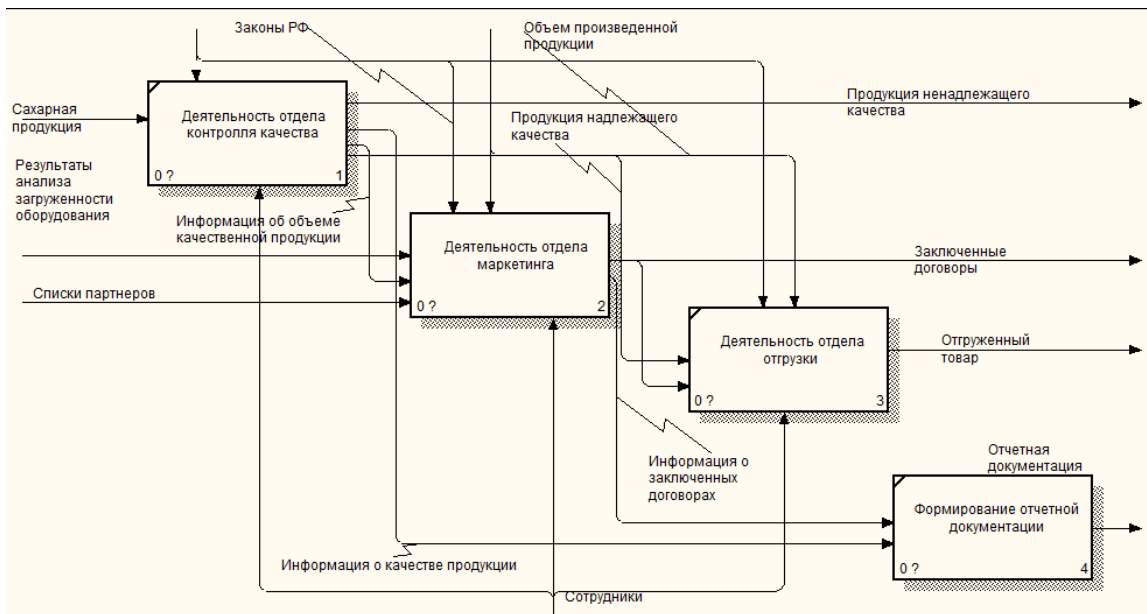 Законы РФ
Объем произведенной
продукции
Сахарная
продукция
Деятельность отдела
контролля качества
0 ?
1
Продукция надлежащего
качества
Продукция ненадлежащего
качества
Результаты
анализа
загруженности
оборудования
Информация об объеме
качественной продукции
Деятельность отдела
маркетинга
0 ?
2
Заключенные
договоры
Списки партнеров
Деятельность отдела
отгрузки
0 ?
3
Отгруженный
товар
Информация о
заключенных
договорах
Отчетная
документация
Формирование отчетной
документации
0 ?
4
Информация о качестве продукции
Сотрудники